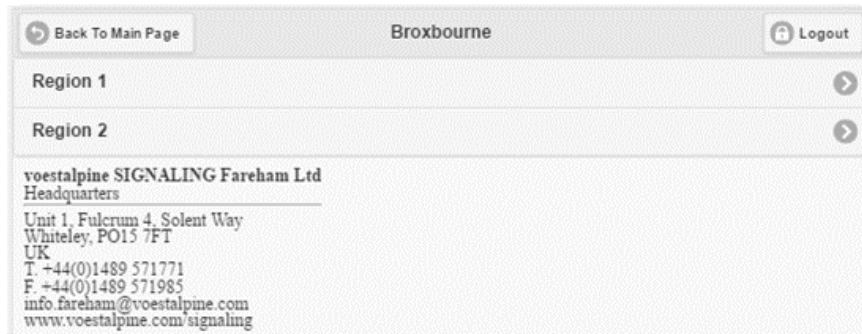 Back To Main Page
Broxbourne
Logout
Region 1
Region 2
voestalpine SIGNALING Fareham Ltd
Headquarters
Unit 1, Fulcrum 4, Solent Way
Whiteley, PO15 7FT
UK
T. +44(0)1489 571771
F. +44(0)1489 571985
info.fareham@voestalpine.com
www.voestalpine.com/signaling